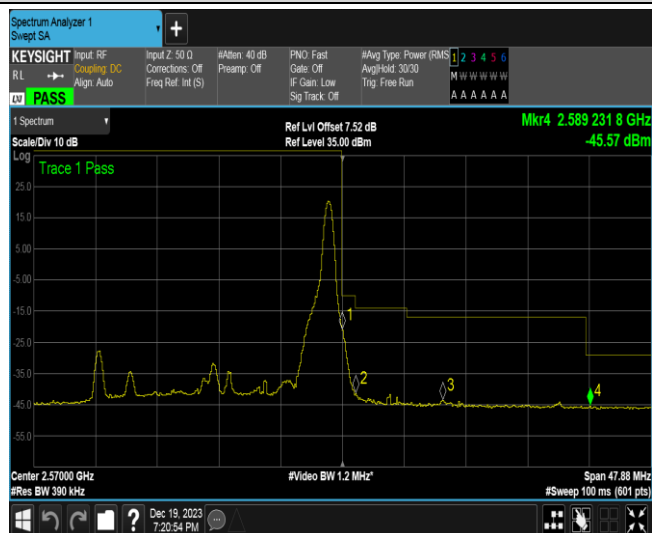 Spectrum Analyzer 1
Swept SA
+
KEYSIGHT Input: RF Input Z: 50 Ω #Atten: 40 dB PNO: Fast #Avg Type: Power (RMS 1 2 3 4 5 6
RL Coupling: DC Corrections: Off Preamp: Off Gate: Off Avg|Hold: 30/30 M W W W W W
Align: Auto Freq Ref: Int (S) IF Gain: Low Trig: Free Run
LXI PASS Sig Track: Off A A A A A A
1 Spectrum Ref Lvl Offset 7.52 dB Mkr4 2.589 231 8 GHz
Scale/Div 10 dB Ref Level 35.00 dBm -45.57 dBm
Log
Trace 1 Pass
25.0
15.0
5.00
-5.00
-15.0
1
-25.0
-35.0
2 3 4
-45.0
-55.0
Center 2.57000 GHz #Video BW 1.2 MHz* Span 47.88 MHz
#Res BW 390 kHz #Sweep 100 ms (601 pts)
? Dec 19, 2023
7:20:54 PM